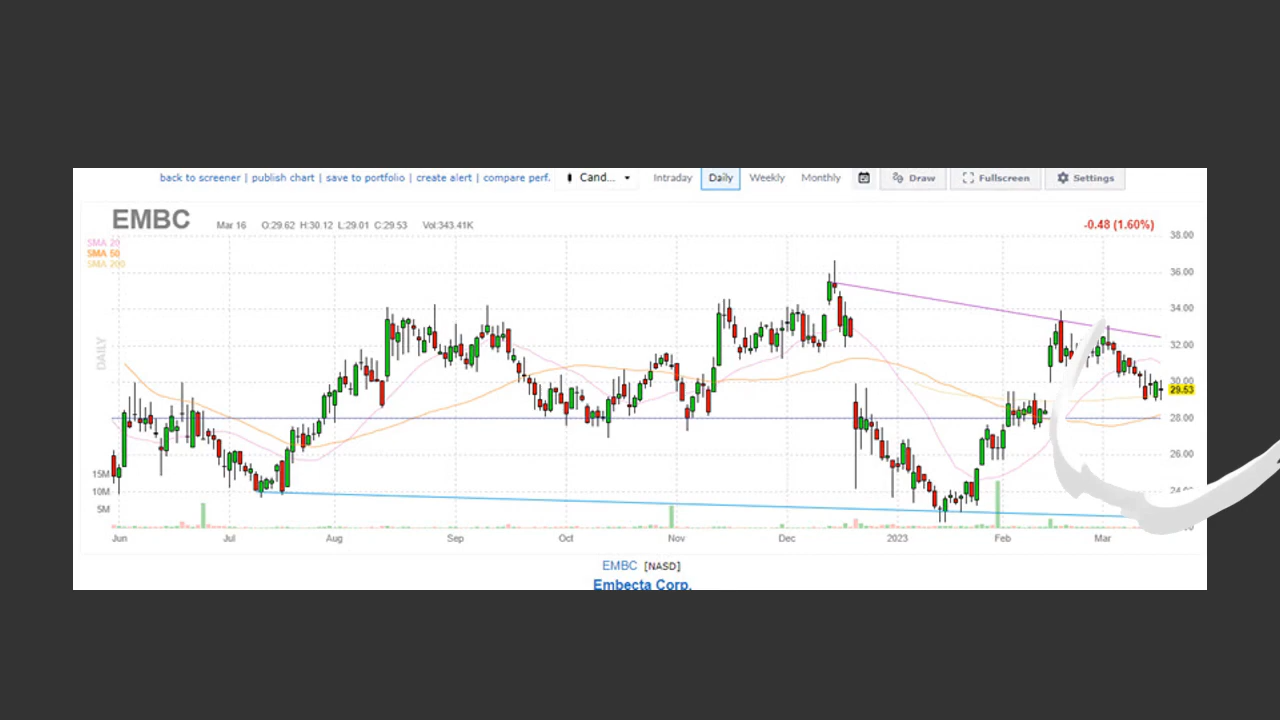 back to screener | publish chart | save to portfolio | create alert | compare perf. Cand... Intraday Daily Weekly Monthly Draw Fullscreen Settings
EMBC Mar 16 O:29.62 H:30.12 L:29.01 C:29.53 Vol:343.41K -0.48 (1.60%)
SMA 20
SMA 50
SMA 200
DAILY
38.00
36.00
34.00
32.00
30.00
29.53
28.00
26.00
15M
10M
5M
Jun Jul Aug Sep Oct Nov Dec 2023 Feb Mar
EMBC [NASD]
Embecta Corp.